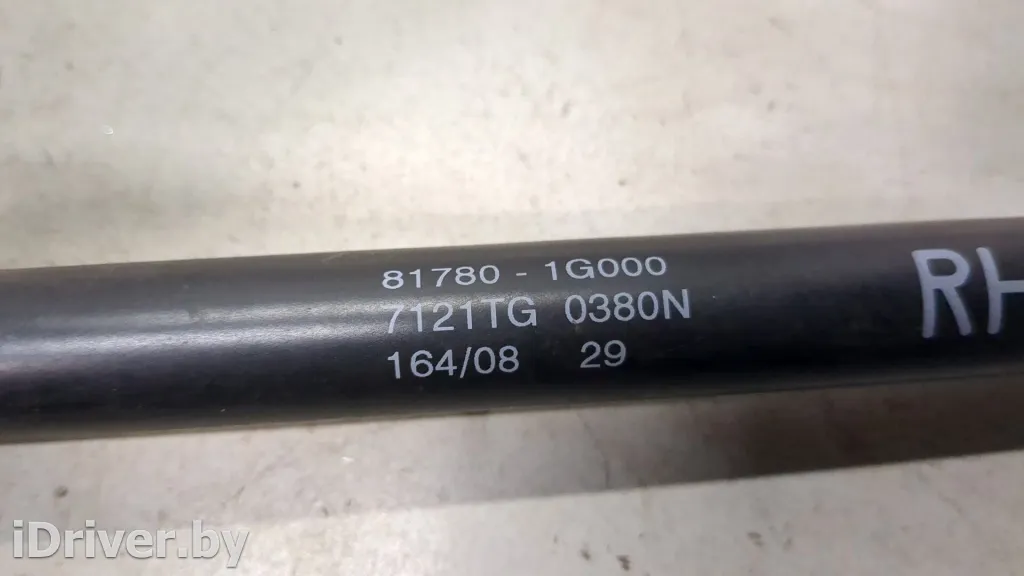 81780 - 1G000
7121TG 0380N
164/08 29
RH
iDriver.by